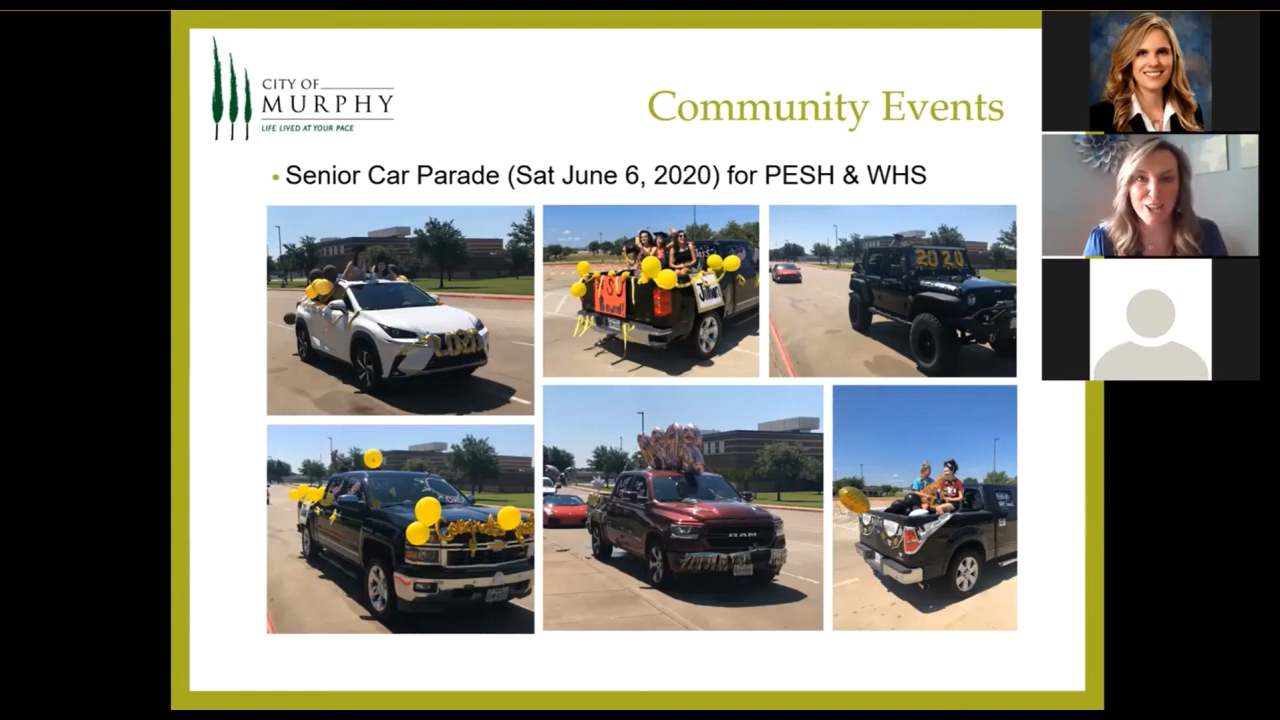 CITY OF
MURPHY
LIFE LIVED AT YOUR PACE
Community Events
• Senior Car Parade (Sat June 6, 2020) for PESH & WHS
2020
RAM